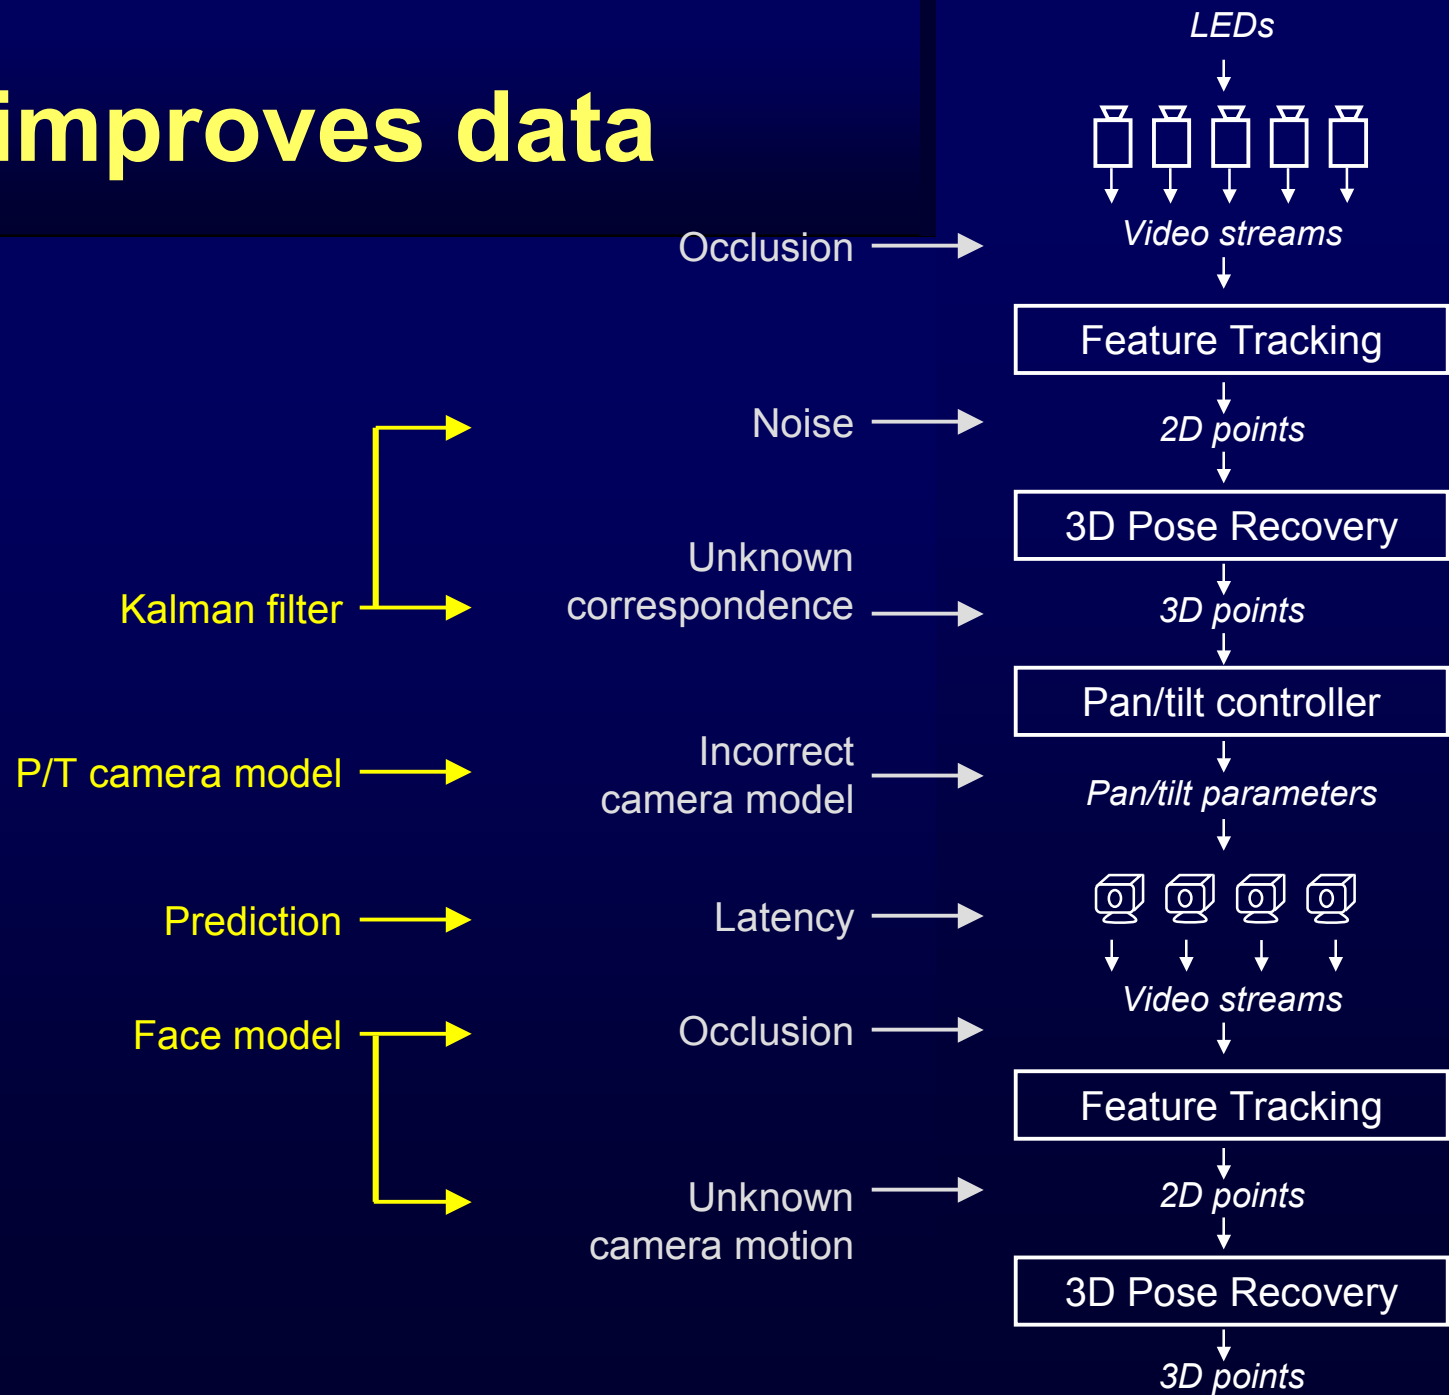 improves data
LEDs
Video streams
Occlusion
Feature Tracking
Noise
2D points
3D Pose Recovery
Kalman filter
Unknown
correspondence
3D points
Pan/tilt controller
P/T camera model
Incorrect
camera model
Pan/tilt parameters
Prediction
Latency
Video streams
Face model
Occlusion
Feature Tracking
Unknown
camera motion
2D points
3D Pose Recovery
3D points